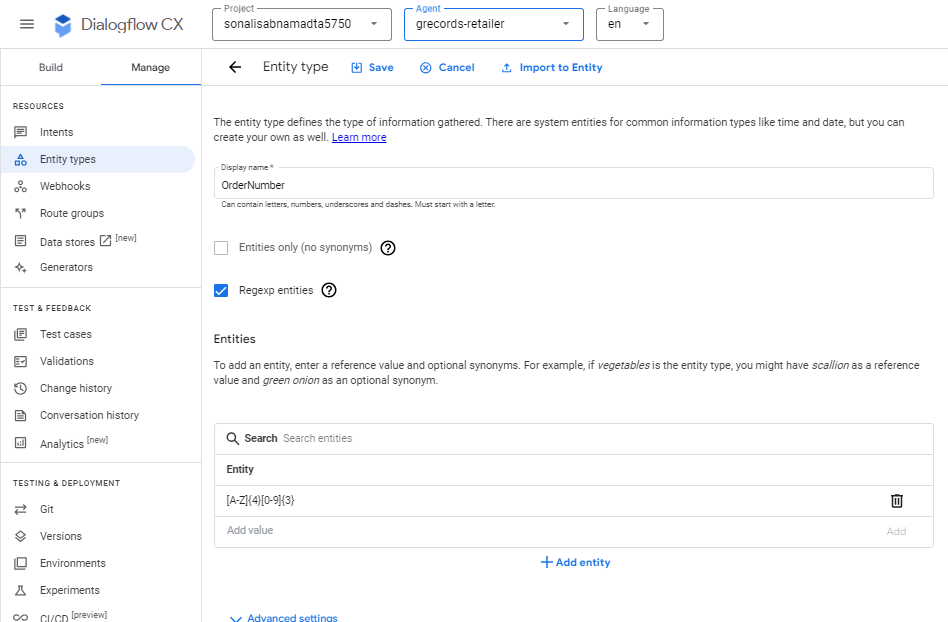 Dialogflow CX
Project
sonalisabnamadta5750
Agent
grecords-retailer
Language
en
Build
Manage
Entity type
Save
Cancel
Import to Entity
RESOURCES
Intents
Entity types
Webhooks
Route groups
Data stores [new]
Generators
TEST & FEEDBACK
Test cases
Validations
Change history
Conversation history
Analytics [new]
TESTING & DEPLOYMENT
Git
Versions
Environments
Experiments
CI/CD [preview]
The entity type defines the type of information gathered. There are system entities for common information types like time and date, but you can
create your own as well. Learn more
Display name *
OrderNumber
Can contain letters, numbers, underscores and dashes. Must start with a letter.
Entities only (no synonyms)
Regexp entities
Entities
To add an entity, enter a reference value and optional synonyms. For example, if vegetables is the entity type, you might have scallion as a reference
value and green onion as an optional synonym.
Search Search entities
Entity
[A-Z]{4}[0-9]{3}
Add value Add
Add entity
Advanced settings